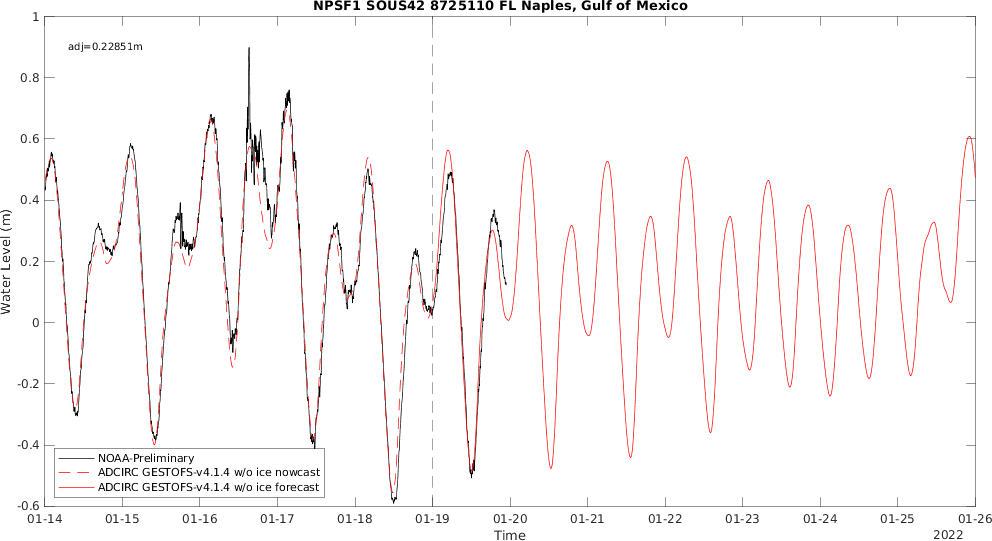 NPSF1 SOUS42 8725110 FL Naples, Gulf of Mexico
adj=0.22851m
Water Level (m)
1
0.8
0.6
0.4
0.2
0
-0.2
-0.4
-0.6
NOAA-Preliminary
ADCIRC GESTOFS-v4.1.4 w/o ice nowcast
ADCIRC GESTOFS-v4.1.4 w/o ice forecast
01-14 01-15 01-16 01-17 01-18 01-19 01-20 01-21 01-22 01-23 01-24 01-25 01-26
Time
2022